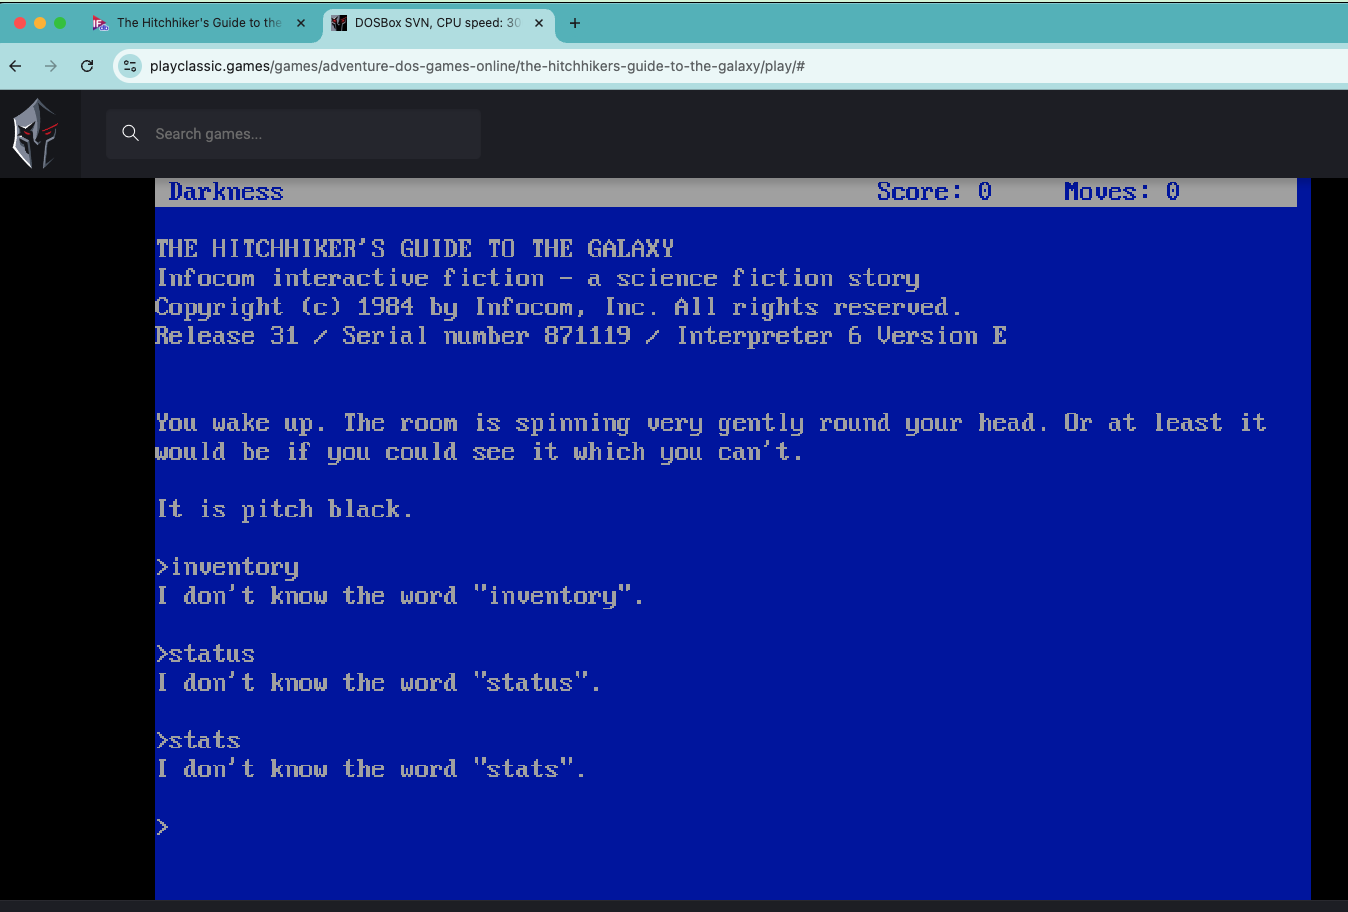 The Hitchhiker's Guide to the
DOSBox SVN, CPU speed: 30
playclassic.games/games/adventure-dos-games-online/the-hitchhikers-guide-to-the-galaxy/play/#
Search games...
Darkness Score: 0 Moves: 0
THE HITCHHIKER'S GUIDE TO THE GALAXY
Infocom interactive fiction - a science fiction story
Copyright (c) 1984 by Infocom, Inc. All rights reserved.
Release 31 / Serial number 871119 / Interpreter 6 Version E
You wake up. The room is spinning very gently round your head. Or at least it
would be if you could see it which you can't.
It is pitch black.
>inventory
I don't know the word "inventory".
>status
I don't know the word "status".
>stats
I don't know the word "stats".
>